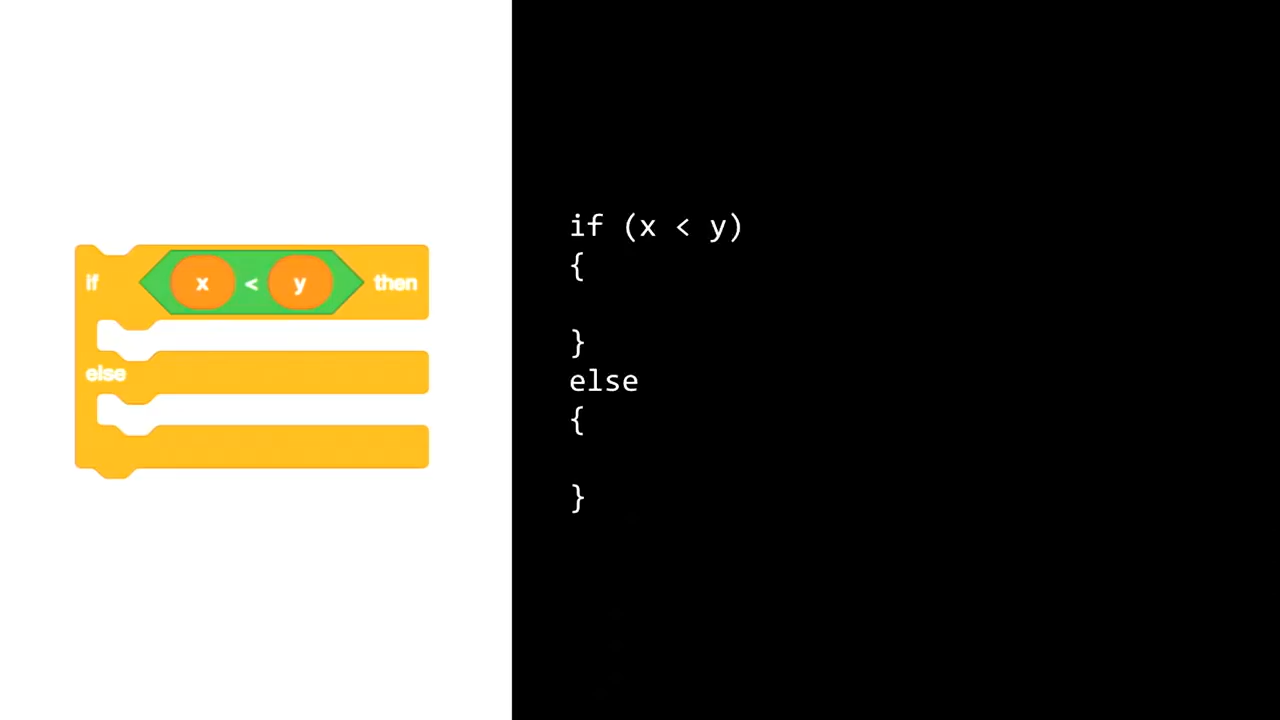 if x < y then
else
if (x < y)
{
}
else
{
}